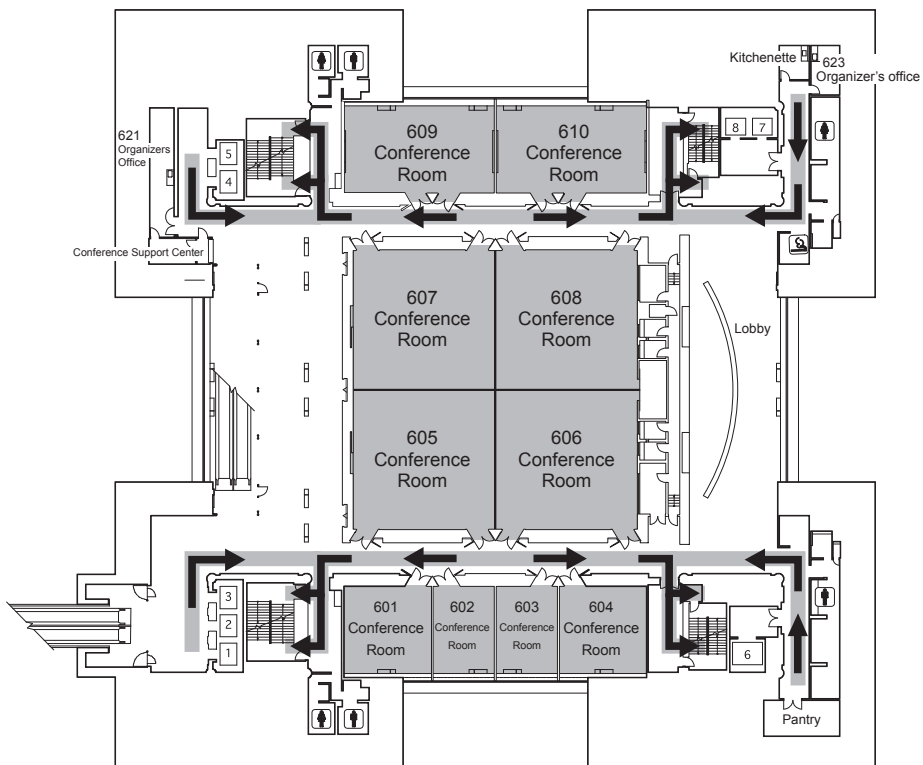 Kitchenette
623
Organizer's office
621
Organizers
Office
609
Conference
Room
610
Conference
Room
8
7
5
4
Conference Support Center
607
Conference
Room
608
Conference
Room
Lobby
605
Conference
Room
606
Conference
Room
3
2
1
601
Conference
Room
602
Conference
Room
603
Conference
Room
604
Conference
Room
6
Pantry